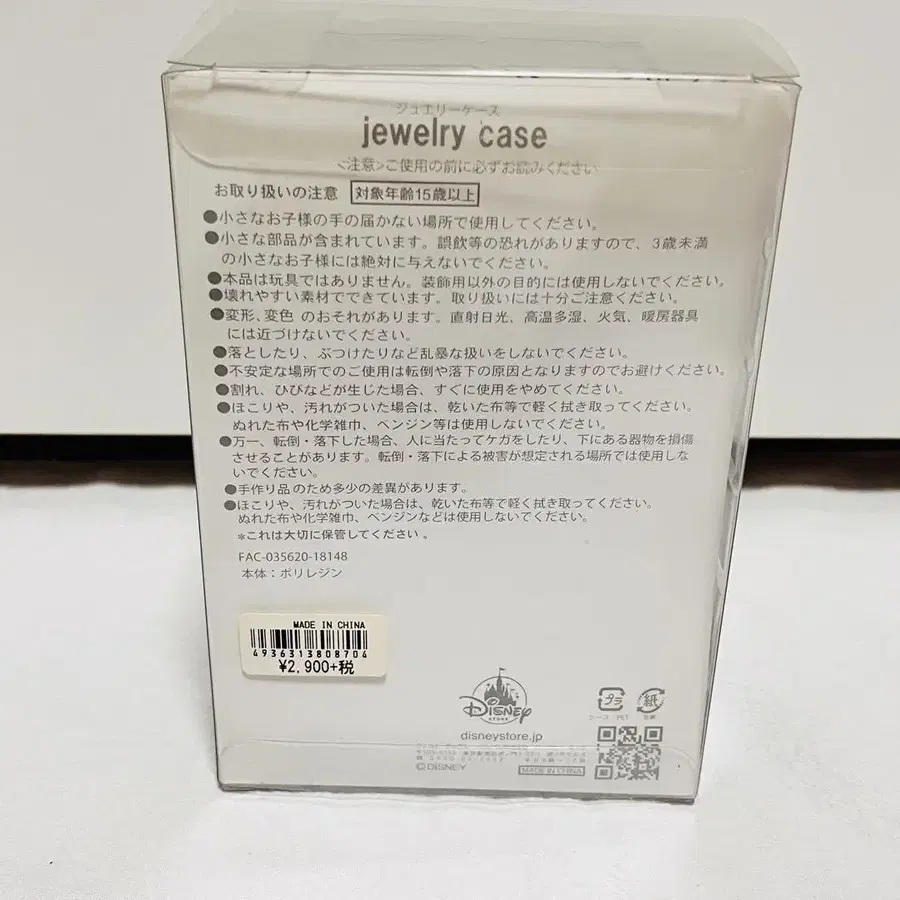 ジュエリーケース
jewelry case
<注意>ご使用の前に必ずお読みください
お取り扱いの注意 対象年齢15歳以上
●小さなお子様の手の届かない場所で使用してください。
●小さな部品が含まれています。誤飲等の恐れがありますので、3歳未満
の小さなお子様には絶対に与えないでください。
●本品は玩具ではありません。装飾用以外の目的には使用しないでください。
●壊れやすい素材でできています。取り扱いには十分ご注意ください。
●変形、変色 のおそれがあります。直射日光、高温多湿、火気、暖房器具
には近づけないでください。
●落としたり、ぶつけたりなど乱暴な扱いをしないでください。
●不安定な場所でのご使用は転倒や落下の原因となりますのでお避けください。
●割れ、ひびなどが生じた場合、すぐに使用をやめてください。
●ほこりや、汚れがついた場合は、乾いた布等で軽く拭き取ってください。
ぬれた布や化学雑巾、ベンジン等は使用しないでください。
●万一、転倒・落下した場合、人に当たってケガをしたり、下にある器物を損傷
させることがあります。転倒・落下による被害が想定される場所では使用しな
いでください。
●手作り品 のため多少の差異があります。
●ほこりや、汚れがついた場合は、乾いた布等で軽く拭き取ってください。
ぬれた布や化学雑巾、ベンジンなどは使用しないでください。
*これは大切に保管してください 。
FAC-035620-18148
本体：ポリレジン
MADE IN CHINA
4936313808704
¥2,900+税
DISNEY
STORE
disneystore.jp
プラ 紙
ケース：PET
©DISNEY
MADE IN CHINA